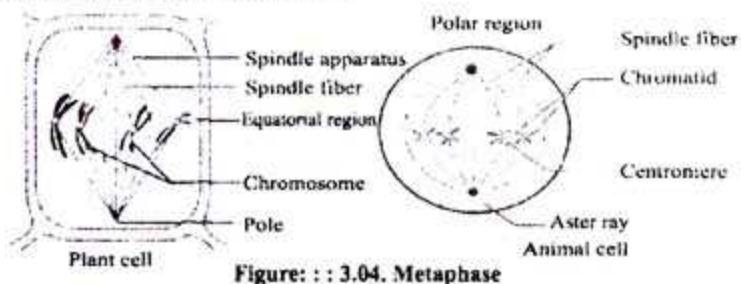 Polar region
Spindle fiber
Spindle apparatus
Chromatid
Spindle fiber
Equatorial region
Centromere
Chromosome
Pole
Aster ray
Plant cell
Animal cell
Figure: : : 3.04. Metaphase